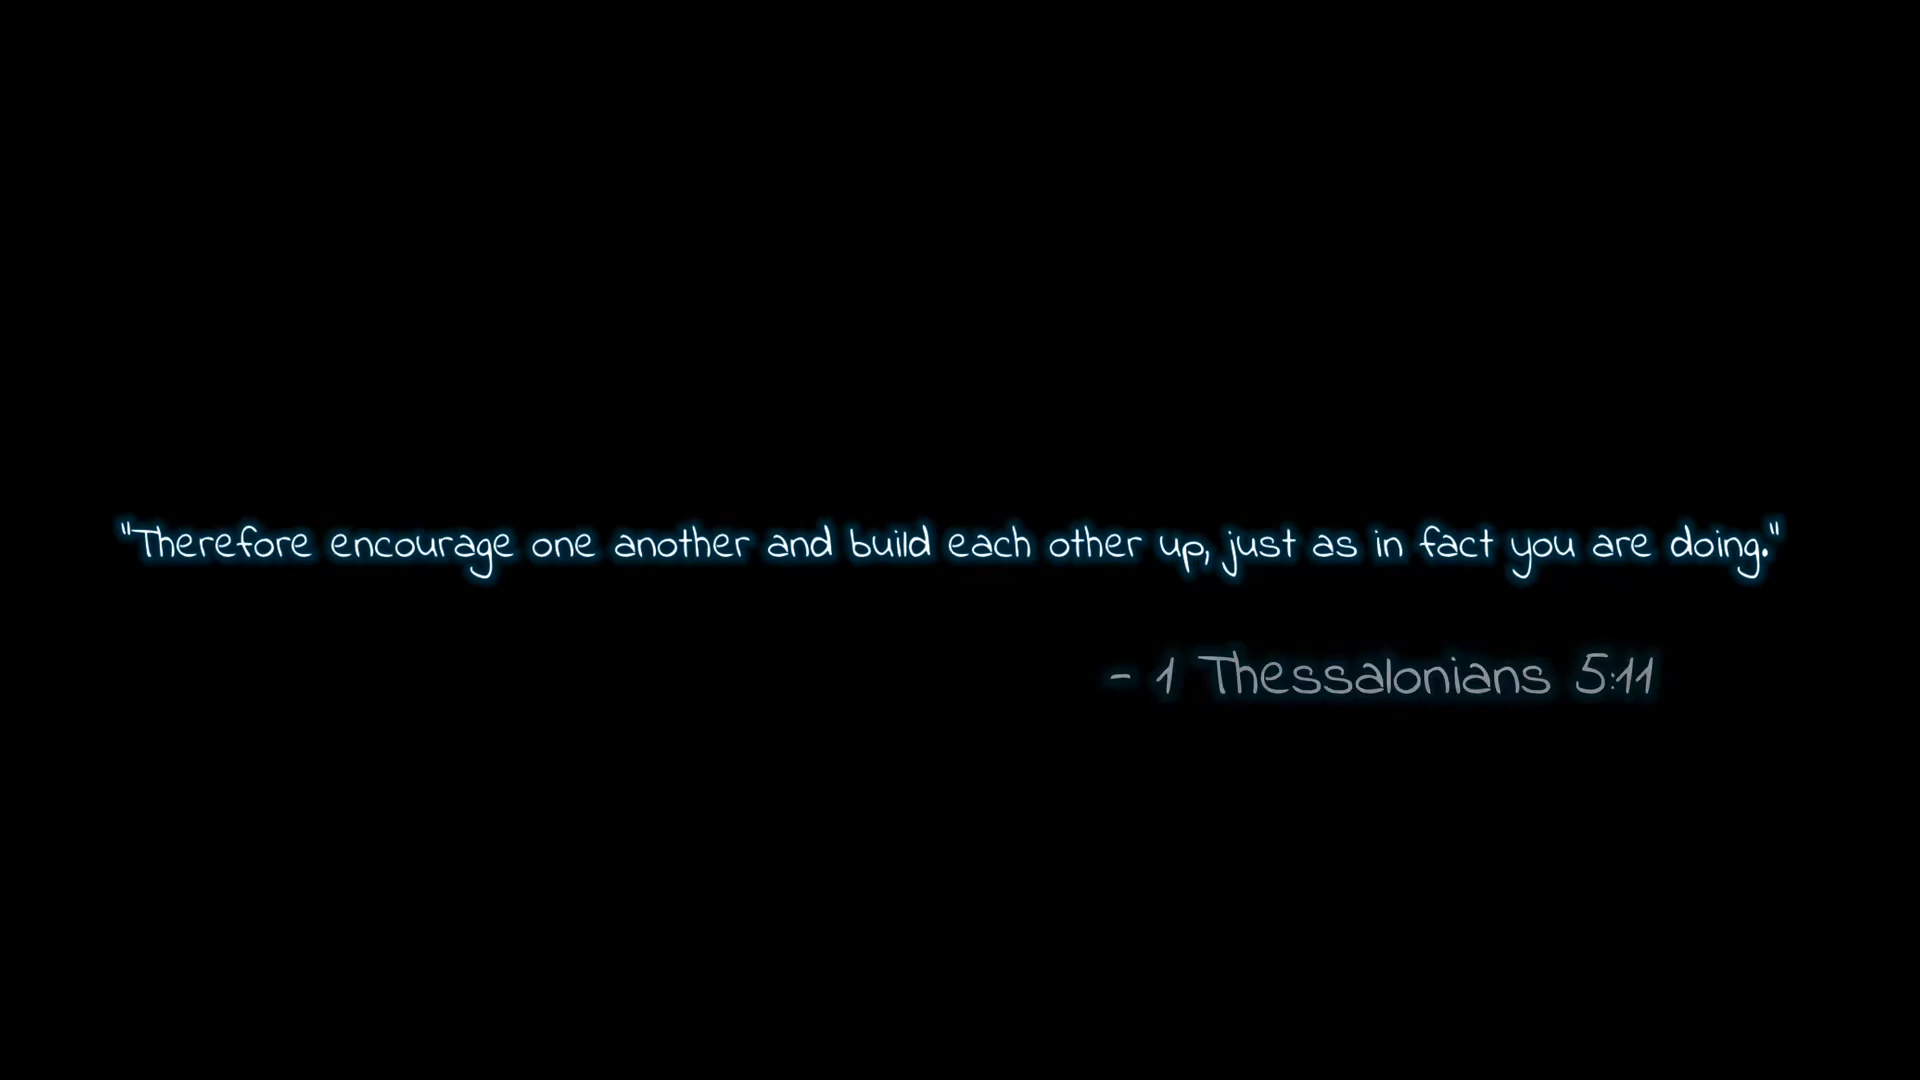 "Therefore encourage one another and build each other up, just as in fact you are doing."
- 1 Thessalonians 5:11